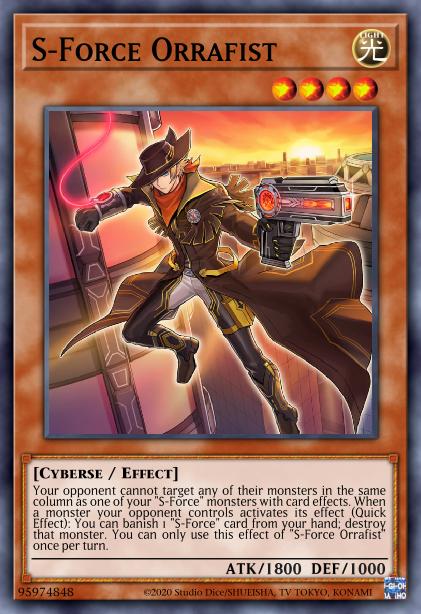 S-Force Orrafist
LIGHT
光
[Cyberse / Effect]
Your opponent cannot target any of their monsters in the same
column as one of your "S-Force" monsters with card effects. When
a monster your opponent controls activates its effect (Quick
Effect): You can banish 1 "S-Force" card from your hand; destroy
that monster. You can only use this effect of "S-Force Orrafist"
once per turn.
ATK/1800 DEF/1000
95974848
©2020 Studio Dice/SHUEISHA, TV TOKYO, KONAMI